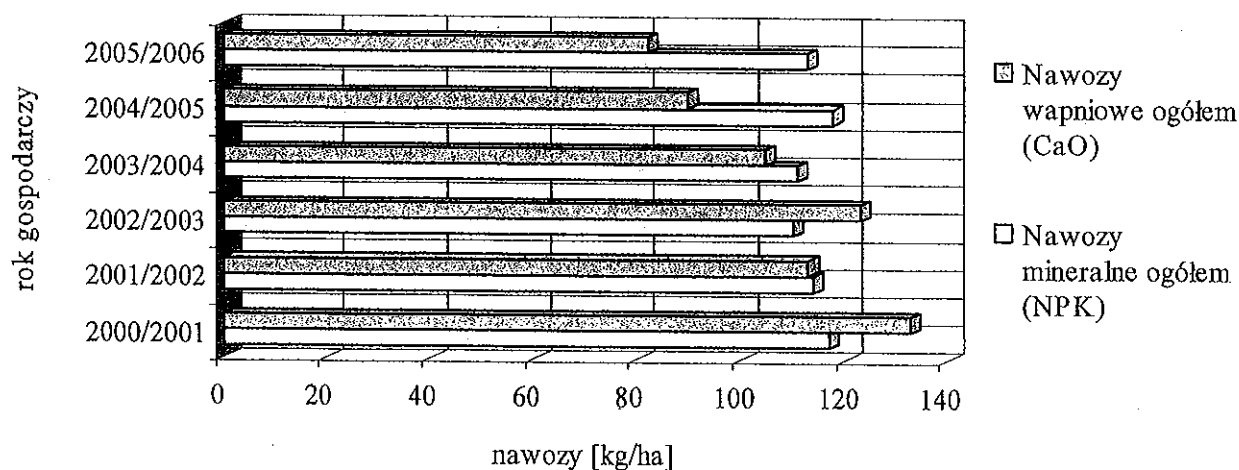 rok gospodarczy
2005/2006
2004/2005
2003/2004
2002/2003
2001/2002
2000/2001
0 20 40 60 80 100 120 140
nawozy [kg/ha]
Nawozy
wapniowe ogółem
(CaO)
Nawozy
mineralne ogółem
(NPK)